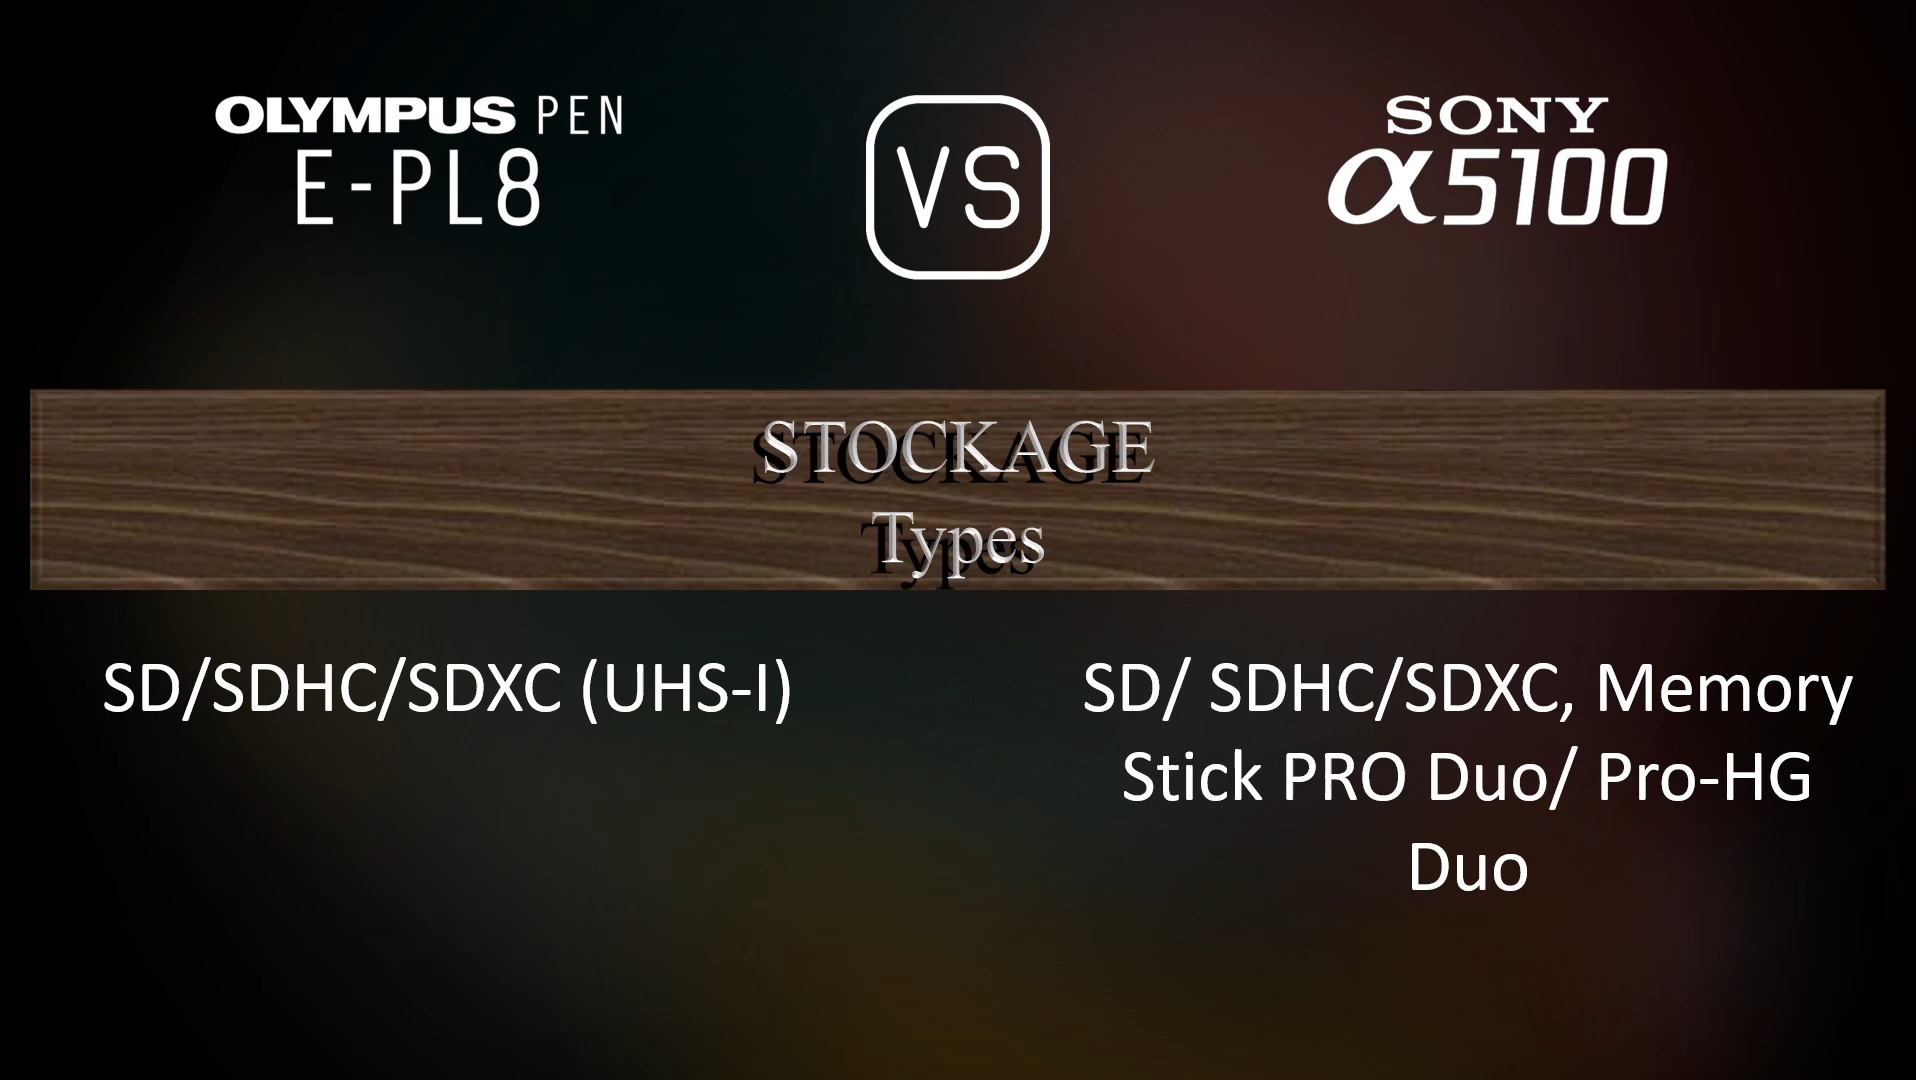 OLYMPUS PEN
E-PL8
VS
SONY
α5100
STOCKAGE
Types
SD/SDHC/SDXC (UHS-I)
SD/ SDHC/SDXC, Memory
Stick PRO Duo/ Pro-HG
Duo